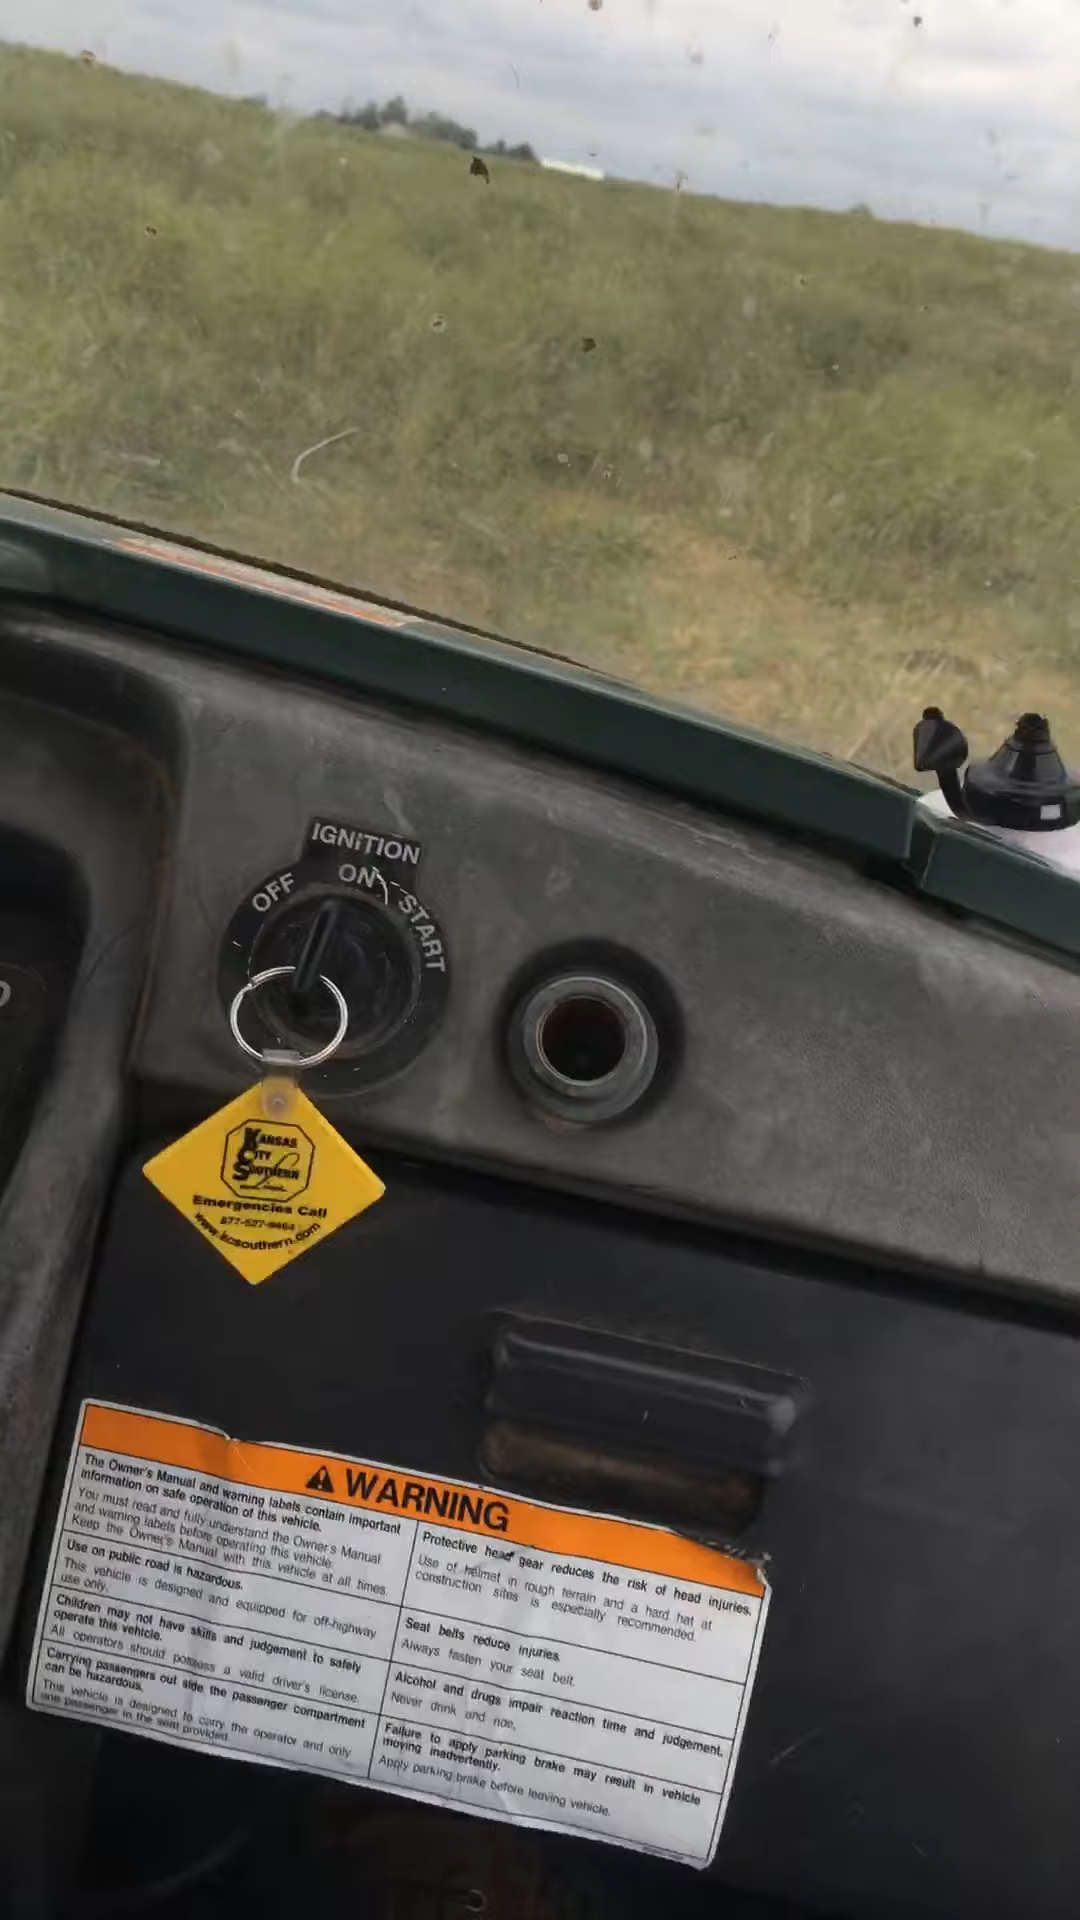 IGNITION
OFF
ON
START
KANSAS
CITY
SOUTHERN
Emergencies Call
877-527-9464
www.kcsouthern.com
WARNING
The Owner's Manual and warning labels contain important
information on safe operation of this vehicle.
You must read and fully understand the Owner's Manual
and warning labels before operating this vehicle.
Keep the Owner's Manual with this vehicle at all times.
Use on public road is hazardous.
This vehicle is designed and equipped for off-highway
use only.
Children may not have skills and judgement to safely
operate this vehicle.
All operators should possess a valid driver's license.
Carrying passengers out side the passenger compartment
can be hazardous.
This vehicle is designed to carry the operator and only
one passenger in the seat provided.
Protective head gear reduces the risk of head injuries.
Use of helmet in rough terrain and a hard hat at
construction sites is especially recommended.
Seat belts reduce injuries.
Always fasten your seat belt.
Alcohol and drugs impair reaction time and judgement.
Never drink and ride.
Failure to apply parking brake may result in vehicle
moving inadvertently.
Apply parking brake before leaving vehicle.